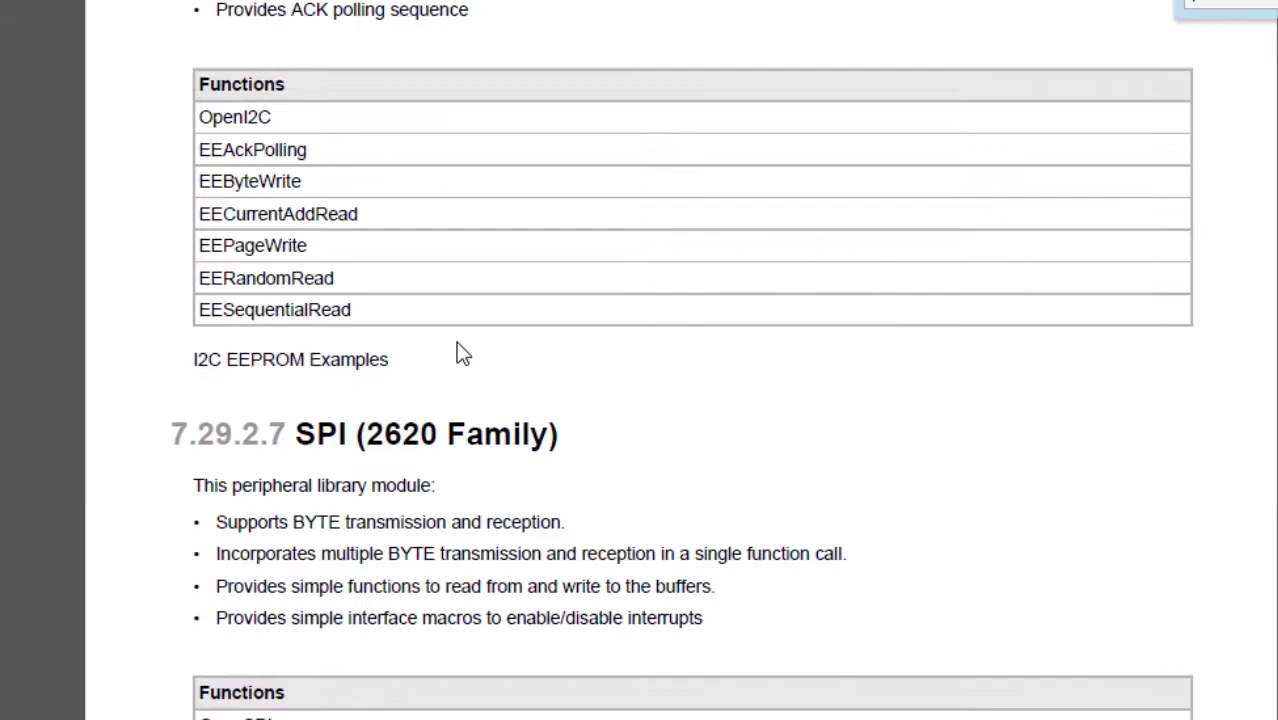 • Provides ACK polling sequence
Functions
OpenI2C
EEAckPolling
EEByteWrite
EECurrentAddRead
EEPageWrite
EERandomRead
EESequentialRead
I2C EEPROM Examples
7.29.2.7 SPI (2620 Family)
This peripheral library module:
• Supports BYTE transmission and reception.
• Incorporates multiple BYTE transmission and reception in a single function call.
• Provides simple functions to read from and write to the buffers.
• Provides simple interface macros to enable/disable interrupts
Functions